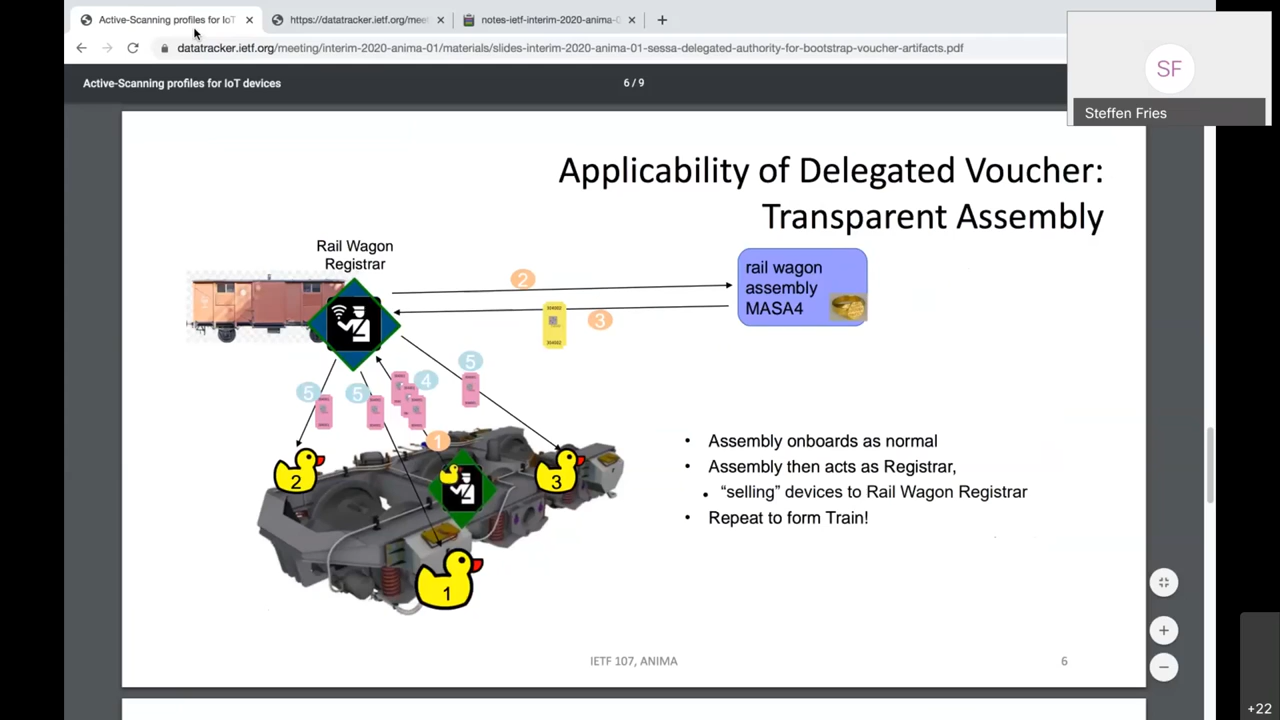 Active-Scanning profiles for IoT
https://datatracker.ietf.org/mee
notes-ietf-interim-2020-anima-
datatracker.ietf.org/meeting/interim-2020-anima-01/materials/slides-interim-2020-anima-01-sessa-delegated-authority-for-bootstrap-voucher-artifacts.pdf
Active-Scanning profiles for IoT devices
6 / 9
SF
Steffen Fries
Applicability of Delegated Voucher:
Transparent Assembly
Rail Wagon
Registrar
rail wagon
assembly
MASA4
2
3
5
4
5
5
1
2
3
1
• Assembly onboards as normal
• Assembly then acts as Registrar,
• “selling” devices to Rail Wagon Registrar
• Repeat to form Train!
IETF 107, ANIMA
6
+22